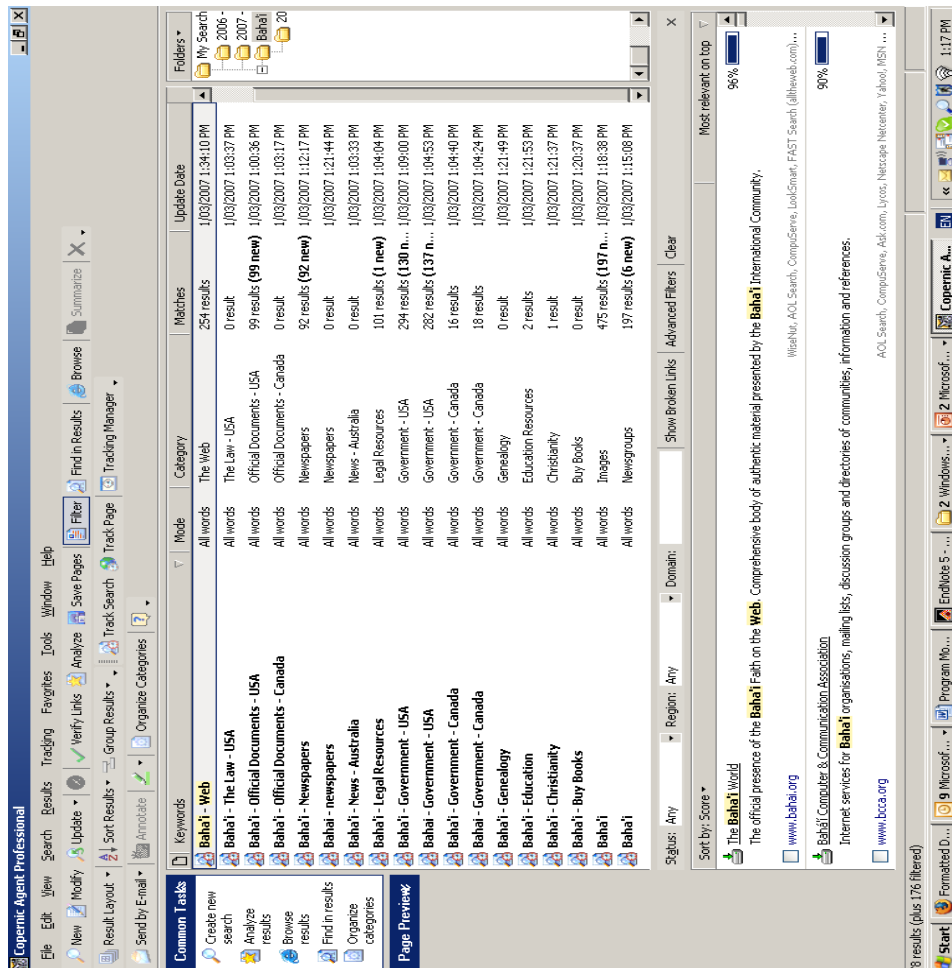 Copernic Agent Professional
File Edit View Search Results Tracking Favorites Tools Window Help
New Modify Update Verify Links Analyze Save Pages Filter Find in Results Browse Summarize
Result Layout Sort Results Group Results Track Search Track Page Tracking Manager
Send by E-mail Annotate Organize Categories
Common Tasks
Create new search
Analyze results
Browse results
Find in results
Organize categories
Page Preview
Keywords Mode Category Matches Update Date
Baha'i - Web All words The Web 254 results 1/03/2007 1:34:10 PM
Baha'i - The Law - USA All words The Law - USA 0 result 1/03/2007 1:03:37 PM
Baha'i - Official Documents - USA All words Official Documents - USA 99 results (99 new) 1/03/2007 1:00:36 PM
Baha'i - Official Documents - Canada All words Official Documents - Canada 0 result 1/03/2007 1:03:17 PM
Baha'i - Newspapers All words Newspapers 92 results (92 new) 1/03/2007 1:12:17 PM
Bahai - newspapers All words Newspapers 0 result 1/03/2007 1:21:44 PM
Baha'i - News - Australia All words News - Australia 0 result 1/03/2007 1:03:33 PM
Baha'i - Legal Resources All words Legal Resources 101 results (1 new) 1/03/2007 1:04:04 PM
Baha'i - Government - USA All words Government - USA 294 results (130 n... 1/03/2007 1:09:00 PM
Bahai - Government - USA All words Government - USA 282 results (137 n... 1/03/2007 1:04:53 PM
Baha'i - Government - Canada All words Government - Canada 16 results 1/03/2007 1:04:40 PM
Bahai - Government - Canada All words Government - Canada 18 results 1/03/2007 1:04:24 PM
Baha'i - Genealogy All words Genealogy 0 result 1/03/2007 1:21:49 PM
Baha'i - Education All words Education Resources 2 results 1/03/2007 1:21:53 PM
Baha'i - Christianity All words Christianity 1 result 1/03/2007 1:21:37 PM
Baha'i - Buy Books All words Buy Books 0 result 1/03/2007 1:20:37 PM
Baha'i All words Images 475 results (197 n... 1/03/2007 1:18:38 PM
Baha'i All words Newsgroups 197 results (6 new) 1/03/2007 1:15:08 PM
Folders
My Search
2006 -
2007 -
Baha'i
20
Status: Any Region: Any Domain: Show Broken Links Advanced Filters Clear
Sort by: Score Most relevant on top
The Baha'i World 96%
The official presence of the Baha'i Faith on the Web. Comprehensive body of authentic material presented by the Baha'i International Community.
www.bahai.org WiseNut, AOL Search, CompuServe, LookSmart, FAST Search (alltheweb.com)...
Bahá'í Computer & Communication Association 90%
Internet services for Baha'i organisations, mailing lists, discussion groups and directories of communities, information and references.
www.bcca.org AOL Search, CompuServe, Ask.com, Lycos, Netscape Netcenter, Yahoo!, MSN ...
8 results (plus 176 filtered)
Start Formatted D... 9 Microsof... Program Mo... EndNote 5 - ... 2 Windows... 2 Microsof... Copernic A... EN « 1:17 PM